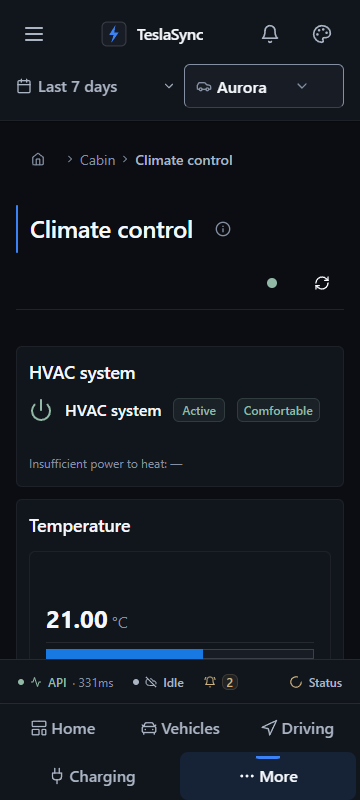 TeslaSync
Last 7 days
Aurora
Cabin
Climate control
Climate control
HVAC system
HVAC system
Active
Comfortable
Insufficient power to heat: —
Temperature
21.00 °C
API · 331ms
Idle
2
Status
Home
Vehicles
Driving
Charging
More